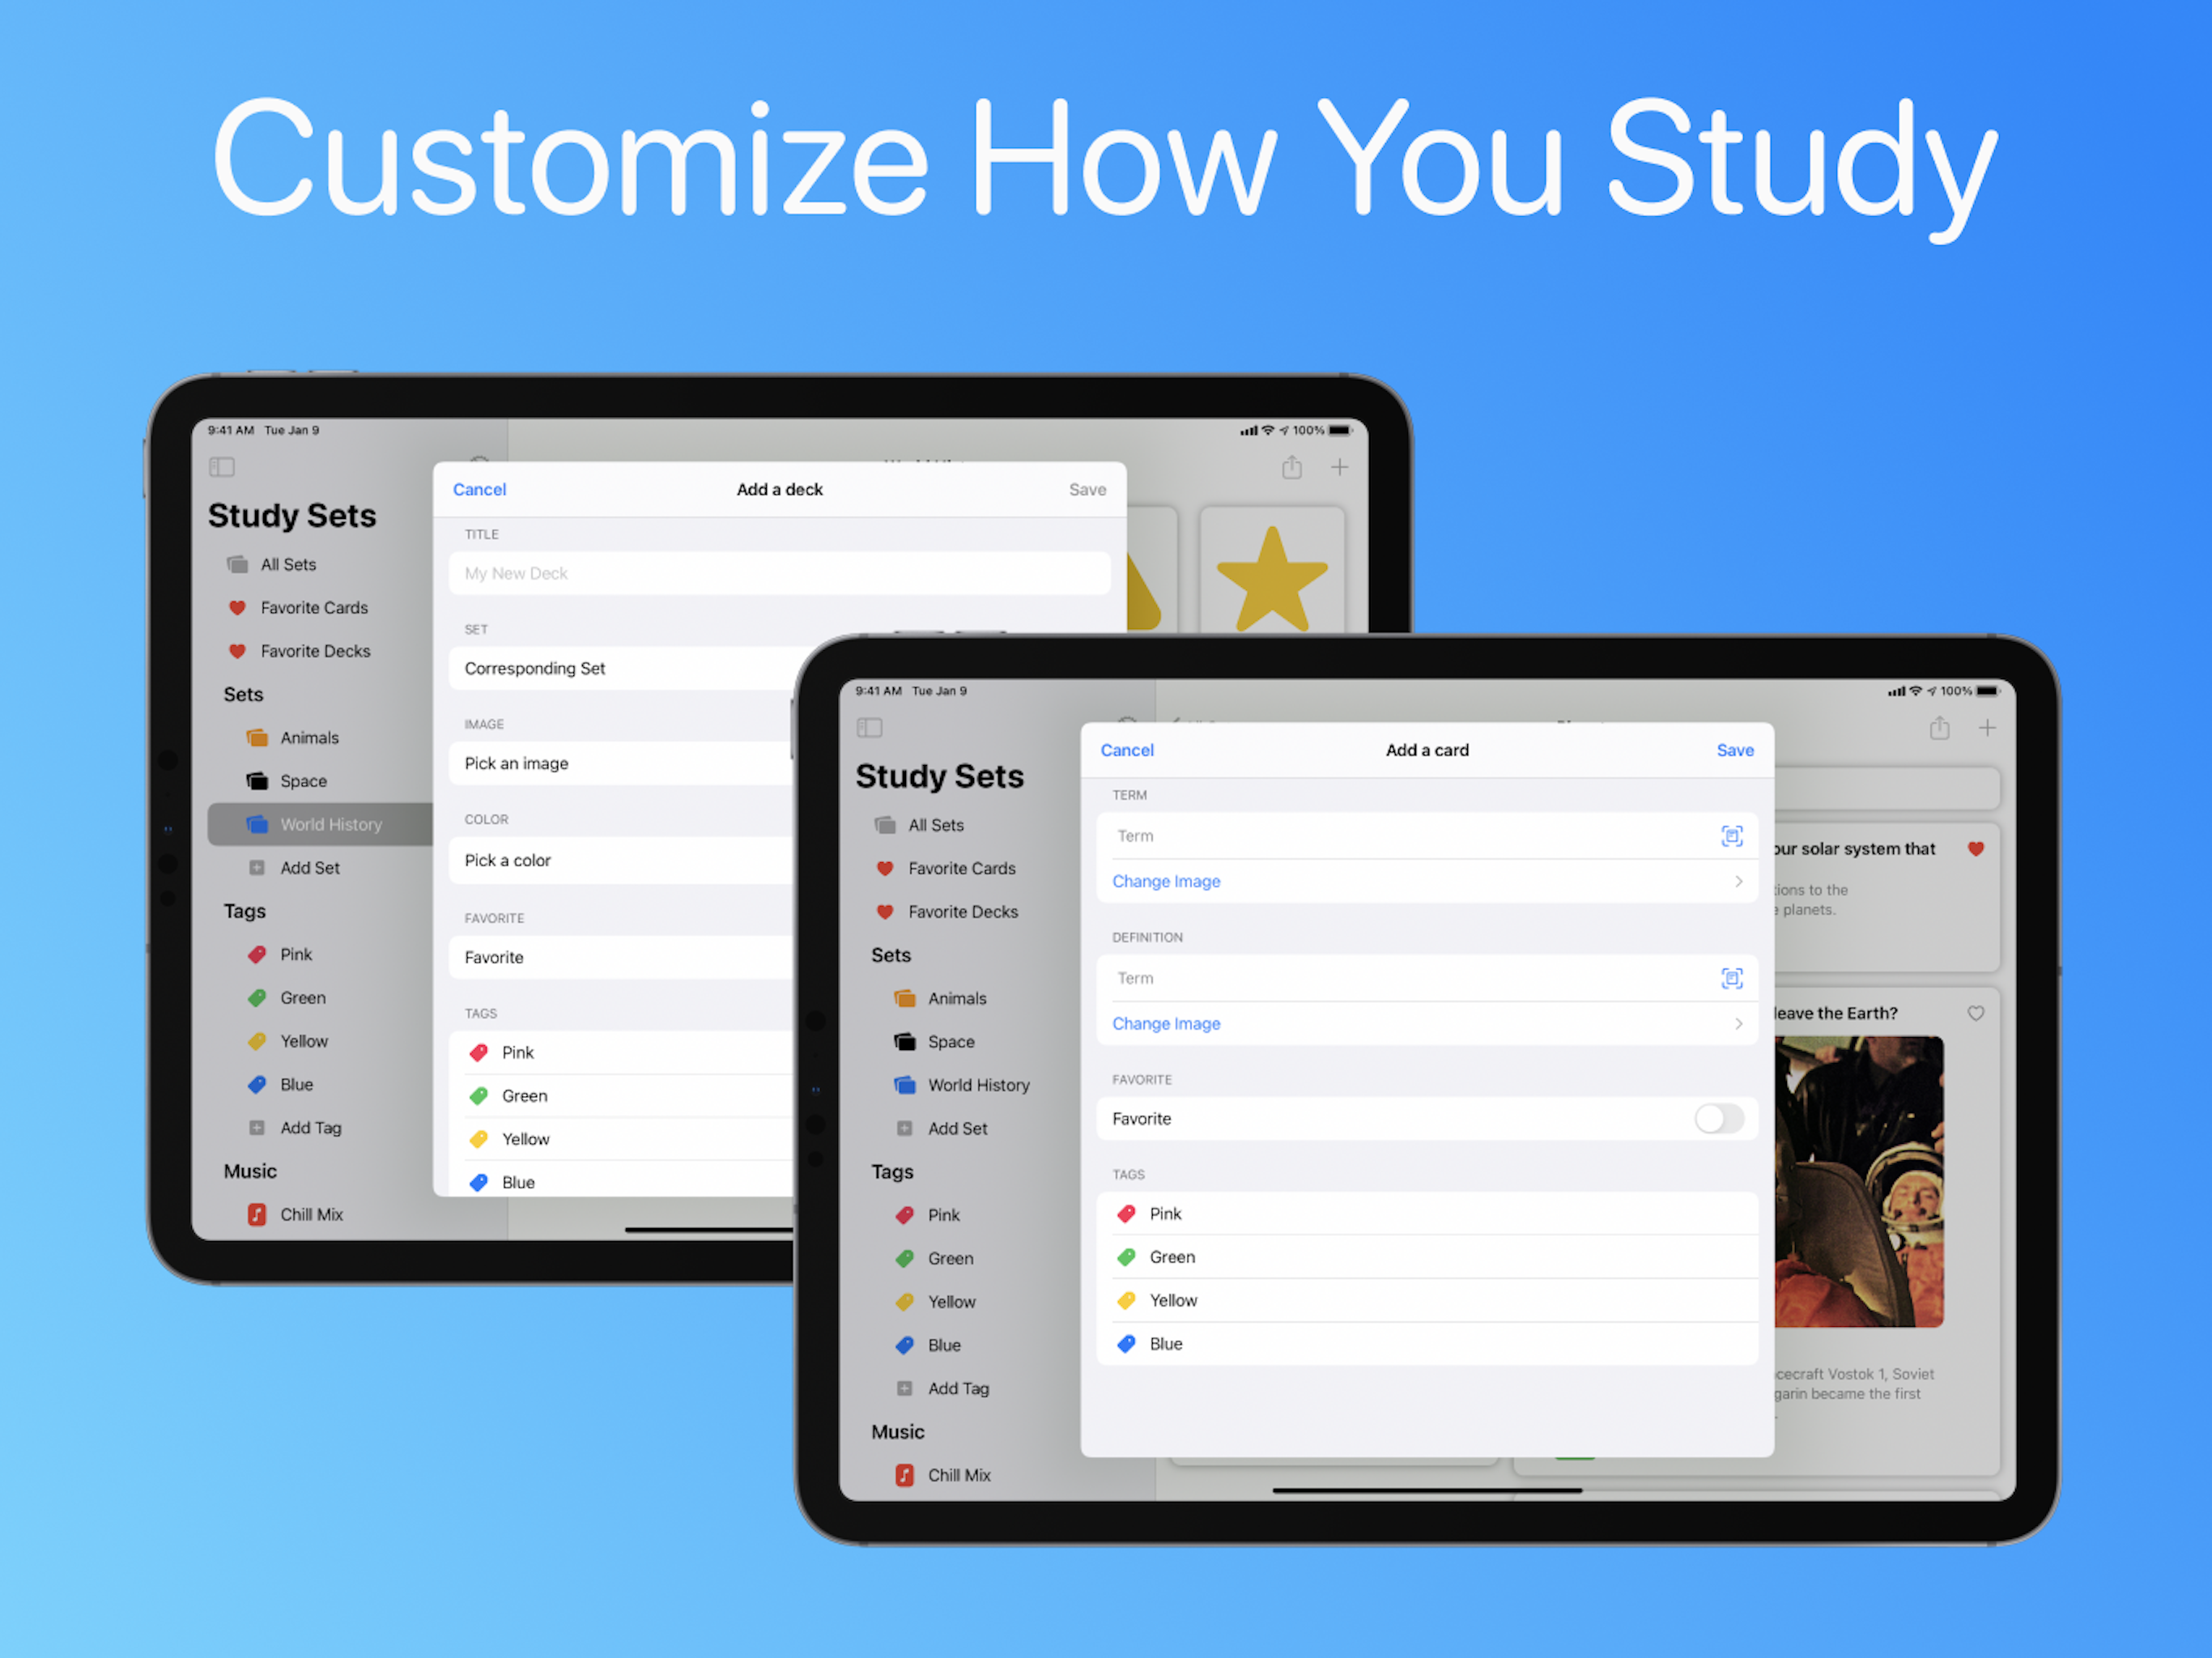 Customize How You Study
9:41 AM Tue Jan 9
100%
Study Sets
All Sets
Favorite Cards
Favorite Decks
Sets
Animals
Space
World History
Add Set
Tags
Pink
Green
Yellow
Blue
Add Tag
Music
Chill Mix
Cancel
Add a deck
Save
TITLE
My New Deck
SET
Corresponding Set
IMAGE
Pick an image
COLOR
Pick a color
FAVORITE
Favorite
TAGS
Pink
Green
Yellow
Blue
9:41 AM Tue Jan 9
100%
Study Sets
All Sets
Favorite Cards
Favorite Decks
Sets
Animals
Space
World History
Add Set
Tags
Pink
Green
Yellow
Blue
Add Tag
Music
Chill Mix
Cancel
Add a card
Save
TERM
Term
Change Image
DEFINITION
Term
Change Image
FAVORITE
Favorite
TAGS
Pink
Green
Yellow
Blue
solar system that
to the
planets.
leave the Earth?
Vostok 1, Soviet
became the first